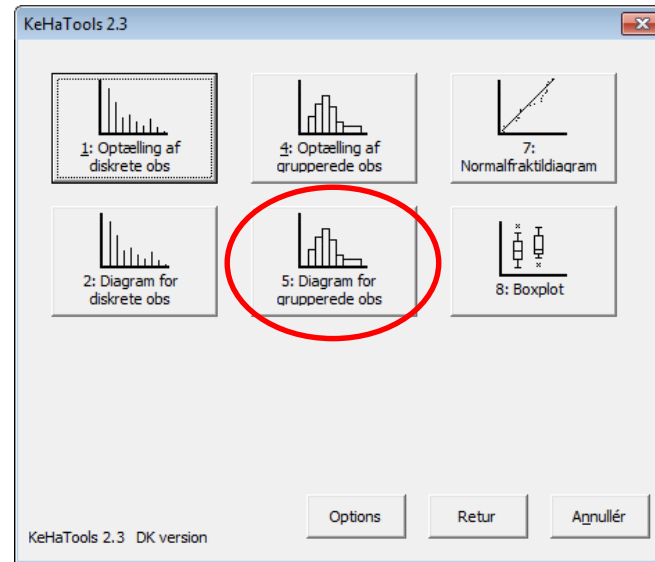 KeHaTools 2.3
1: Optælling af
diskrete obs
4: Optælling af
grupperede obs
7:
Normalfraktildiagram
2: Diagram for
diskrete obs
5: Diagram for
grupperede obs
8: Boxplot
Options
Retur
Annullér
KeHaTools 2.3 DK version